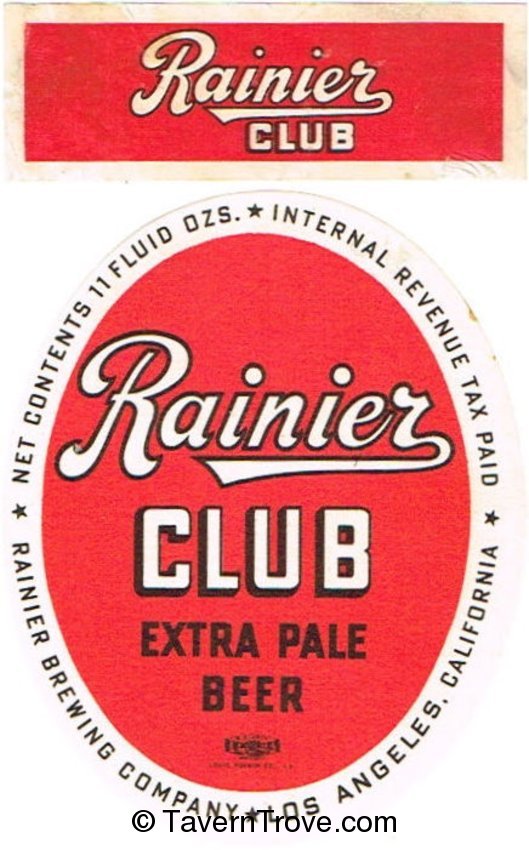 Rainier
CLUB
NET CONTENTS 11 FLUID OZS. ★ INTERNAL REVENUE TAX PAID ★
Rainier
CLUB
EXTRA PALE
BEER
RAINIER BREWING COMPANY ★ LOS ANGELES, CALIFORNIA
© TavernTrove.com